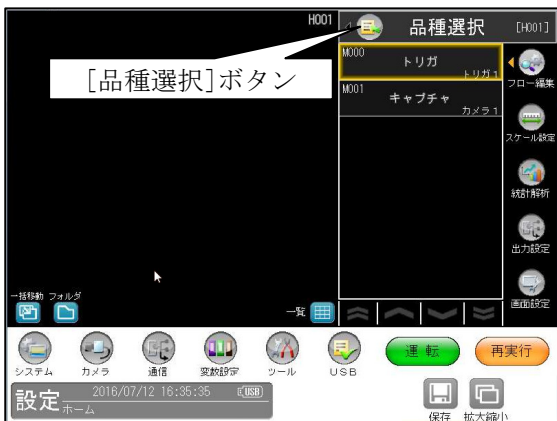 H001
品種選択
[H001]
[品種選択]ボタン
M000
トリガ
トリガ1
M001
キャプチャ
カメラ1
フロー編集
スケール設定
統計解析
出力設定
画面設定
一括移動 フォルダ
一覧
システム
カメラ
通信
変数設定
ツール
USB
運転
再実行
設定
ホーム
2016/07/12 16:35:35
(USB)
保存
拡大縮小